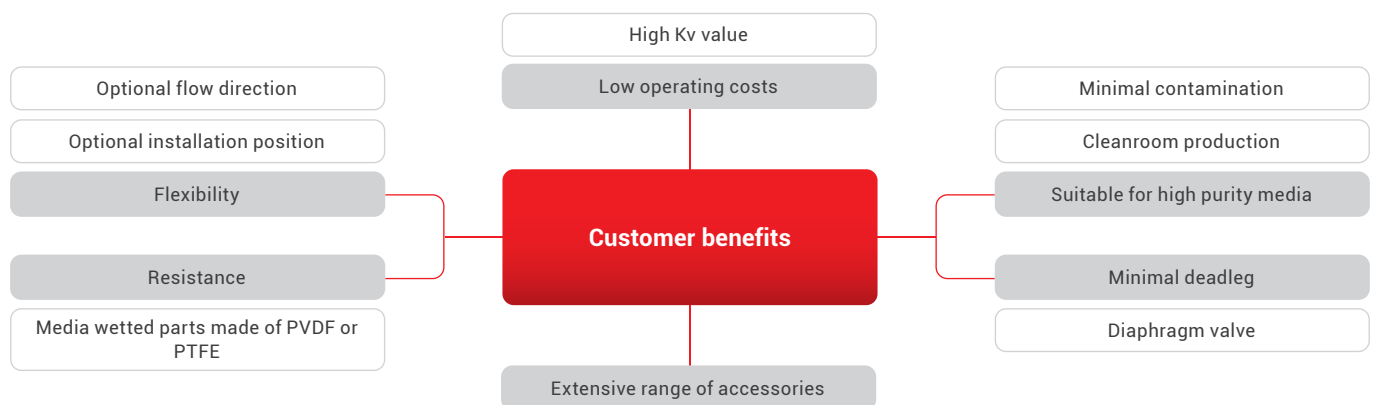 High Kv value
Low operating costs
Optional flow direction
Optional installation position
Flexibility
Resistance
Media wetted parts made of PVDF or
PTFE
Customer benefits
Minimal contamination
Cleanroom production
Suitable for high purity media
Minimal deadleg
Diaphragm valve
Extensive range of accessories